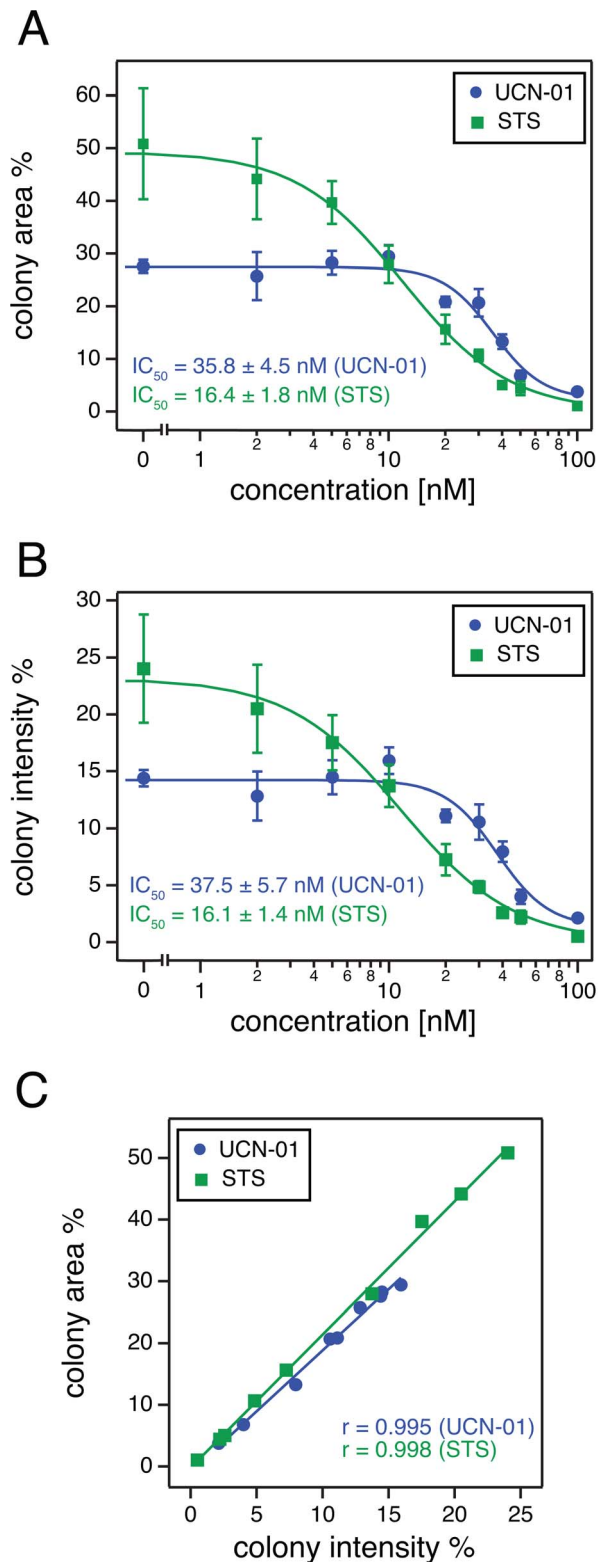 A
colony area %
60
50
40
30
20
10
0
UCN-01
STS
IC50 = 35.8 ± 4.5 nM (UCN-01)
IC50 = 16.4 ± 1.8 nM (STS)
0 1 2 4 6 8 10 2 4 6 8 100
concentration [nM]
B
colony intensity %
30
25
20
15
10
5
0
UCN-01
STS
IC50 = 37.5 ± 5.7 nM (UCN-01)
IC50 = 16.1 ± 1.4 nM (STS)
0 1 2 4 6 8 10 2 4 6 8 100
concentration [nM]
C
colony area %
50
40
30
20
10
0
UCN-01
STS
r = 0.995 (UCN-01)
r = 0.998 (STS)
0 5 10 15 20 25
colony intensity %